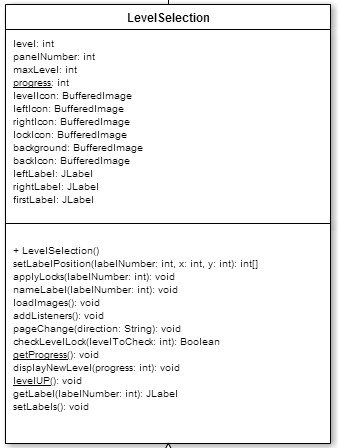 LevelSelection
level: int
panelNumber: int
maxLevel: int
progress: int
levelIcon: BufferedImage
leftIcon: BufferedImage
rightIcon: BufferedImage
lockIcon: BufferedImage
background: BufferedImage
backIcon: BufferedImage
leftLabel: JLabel
rightLabel: JLabel
firstLabel: JLabel
+ LevelSelection()
setLabelPosition(labelNumber: int, x: int, y: int): int[]
applyLocks(labelNumber: int): void
nameLabel(labelNumber: int): void
loadImages(): void
addListeners(): void
pageChange(direction: String): void
checkLevelLock(levelToCheck: int): Boolean
getProgress(): void
displayNewLevel(progress: int): void
levelUP(): void
getLabel(labelNumber: int): JLabel
setLabels(): void